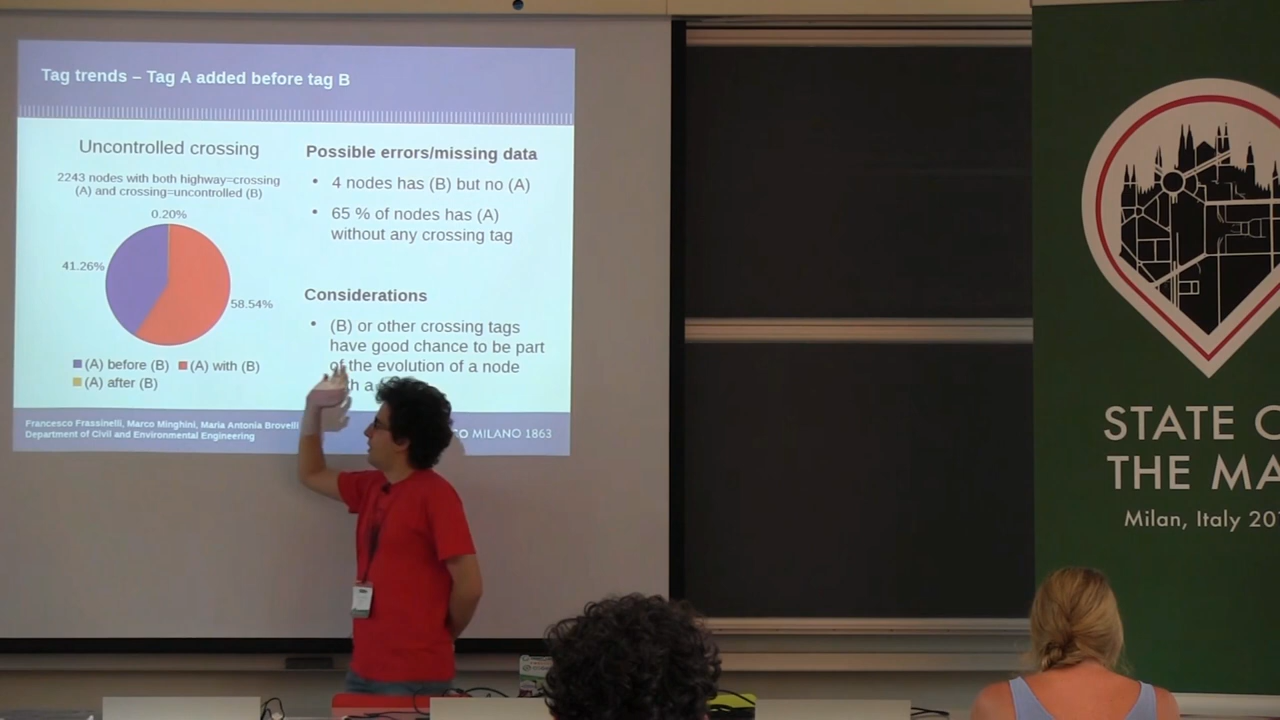 Tag trends – Tag A added before tag B
Uncontrolled crossing
2243 nodes with both highway=crossing
(A) and crossing=uncontrolled (B)
0.20%
41.26%
58.54%
(A) before (B) (A) with (B)
(A) after (B)
Possible errors/missing data
• 4 nodes has (B) but no (A)
• 65 % of nodes has (A)
without any crossing tag
Considerations
• (B) or other crossing tags
have good chance to be part
of the evolution of a node
a
Francesco Frassinelli, Marco Minghini, Maria Antonia Brovelli
Department of Civil and Environmental Engineering
MILANO 1863
STATE
THE MA
Milan, Italy 20